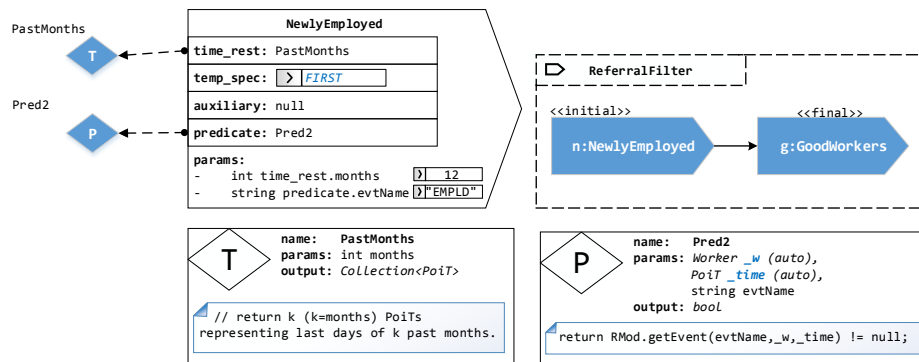 PastMonths
T
Pred2
P
NewlyEmployed
time_rest: PastMonths
temp_spec: FIRST
auxiliary: null
predicate: Pred2
params:
- int time_rest.months 12
- string predicate.evtName "EMPLD"
ReferralFilter
<<initial>>
<<final>>
n:NewlyEmployed
g:GoodWorkers
T
name: PastMonths
params: int months
output: Collection<PoiT>
// return k (k=months) PoiTs
representing last days of k past months.
P
name: Pred2
params: Worker _w (auto),
PoiT _time (auto),
string evtName
output: bool
return RMod.getEvent(evtName,_w,_time) != null;